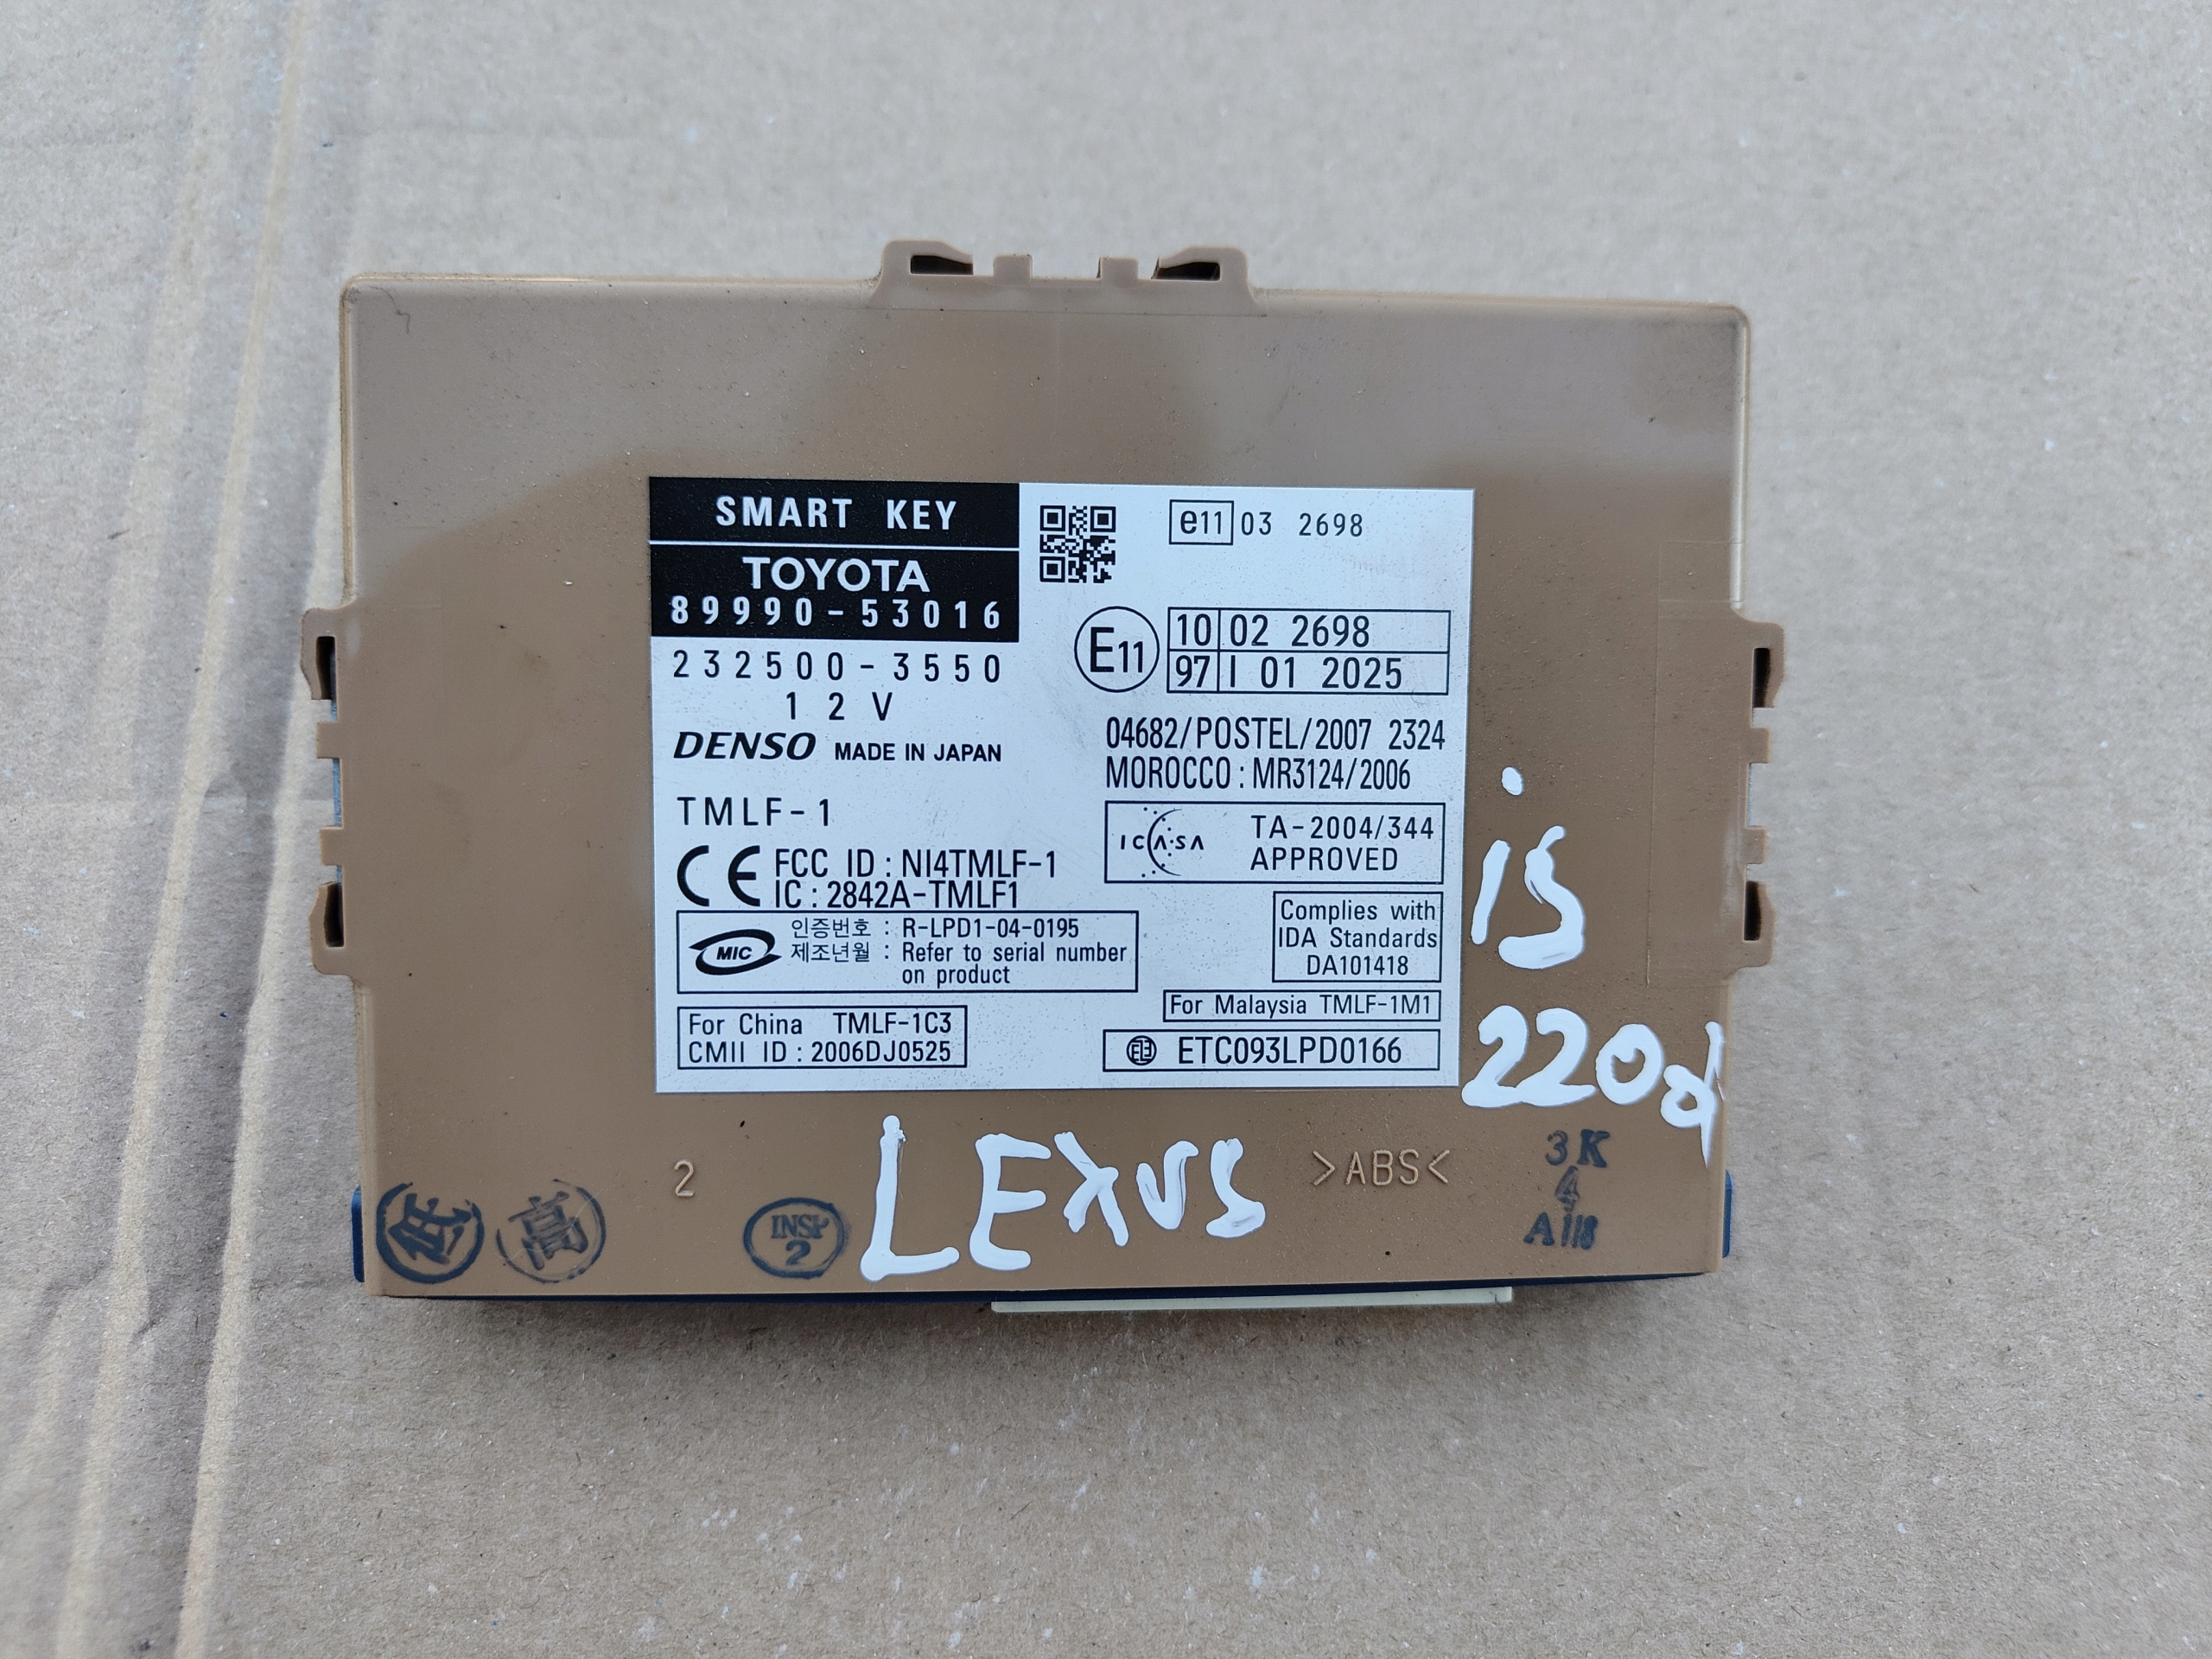 SMART KEY
TOYOTA
89990-53016
232500-3550
12V
DENSO MADE IN JAPAN
TMLF-1
CE FCC ID : NI4TMLF-1
IC : 2842A-TMLF1
MIC
인증번호 : R-LPD1-04-0195
제조년월 : Refer to serial number
on product
For China TMLF-1C3
CMII ID : 2006DJ0525
e11 03 2698
E11
10 02 2698
97 I 01 2025
04682/POSTEL/2007 2324
MOROCCO : MR3124/2006
ICASA
TA-2004/344
APPROVED
Complies with
IDA Standards
DA101418
For Malaysia TMLF-1M1
ETC093LPD0166
is
220d
LEXUS
2
>ABS<
3K
4
A118
低
高
INSP
2